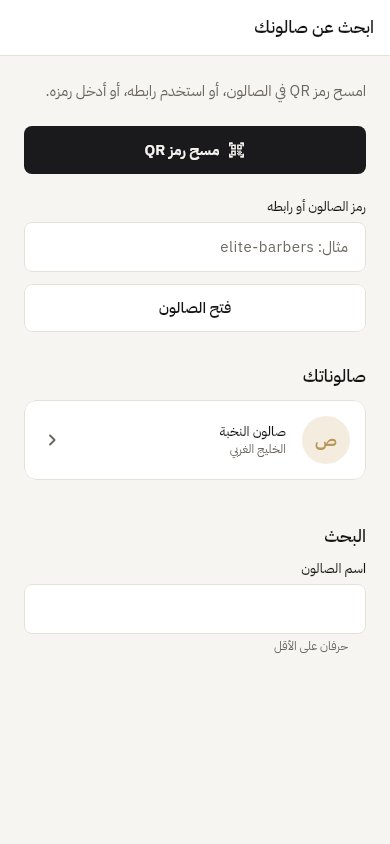 ابحث عن صالونك
امسح رمز QR في الصالون، أو استخدم رابطه، أو أدخل رمزه.
مسح رمز QR
رمز الصالون أو رابطه
مثال: elite-barbers
فتح الصالون
صالوناتك
ص
صالون النخبة
الخليج الغربي
البحث
اسم الصالون
حرفان على الأقل